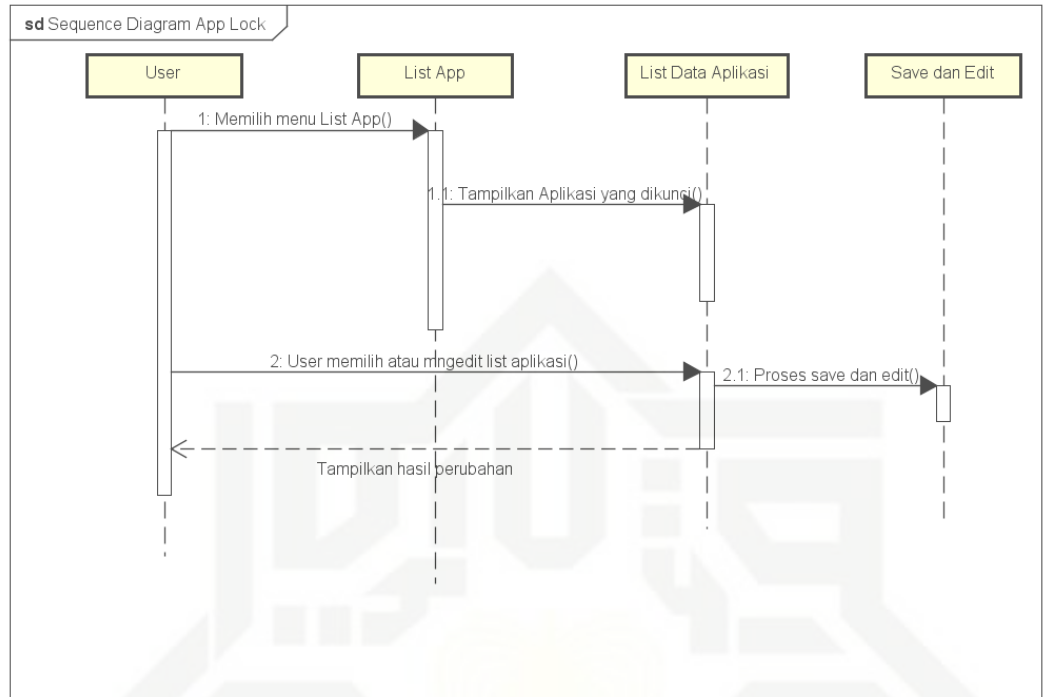 sd Sequence Diagram App Lock
User
List App
List Data Aplikasi
Save dan Edit
1: Memilih menu List App()
1.1: Tampilkan Aplikasi yang dikunci()
2: User memilih atau mngedit list aplikasi()
2.1: Proses save dan edit()
Tampilkan hasil perubahan